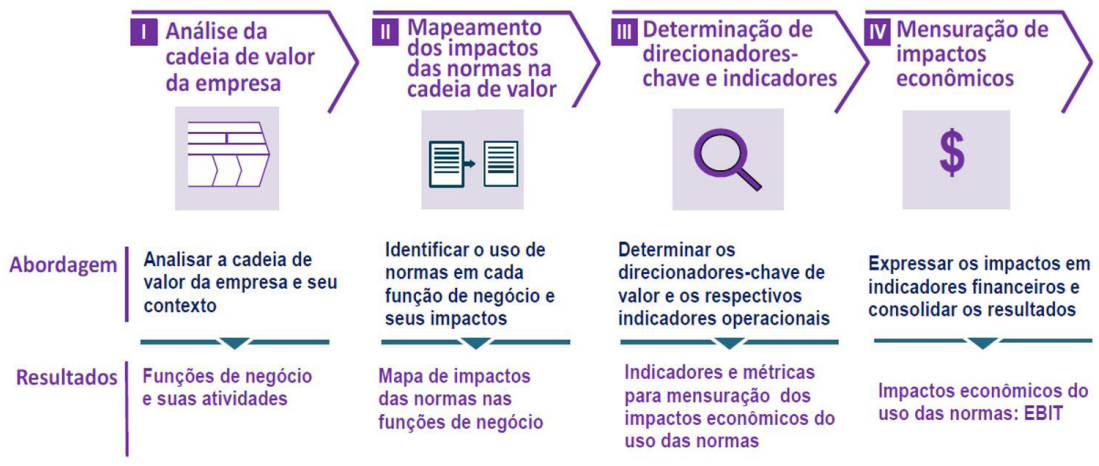 I Análise da
cadeia de valor
da empresa
II Mapeamento
dos impactos
das normas na
cadeia de valor
III Determinação de
direcionadores-
chave e indicadores
IV Mensuração de
impactos
econômicos
$
Abordagem
Analisar a cadeia de
valor da empresa e seu
contexto
Identificar o uso de
normas em cada
função de negócio e
seus impactos
Determinar os
direcionadores-chave de
valor e os respectivos
indicadores operacionais
Expressar os impactos em
indicadores financeiros e
consolidar os resultados
Resultados
Funções de negócio
e suas atividades
Mapa de impactos
das normas nas
funções de negócio
Indicadores e métricas
para mensuração dos
impactos econômicos do
uso das normas
Impactos econômicos do
uso das normas: EBIT